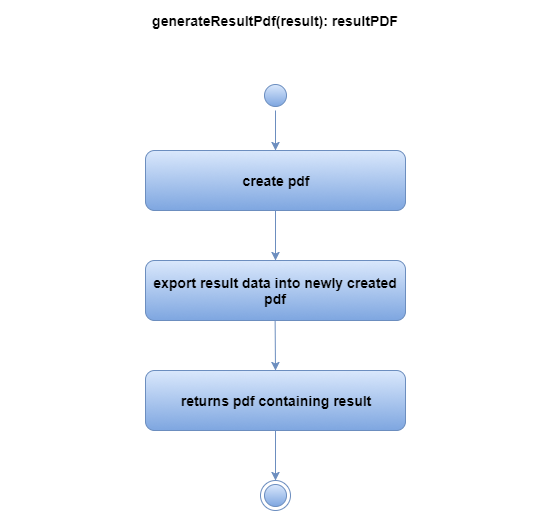 generateResultPdf(result): resultPDF
create pdf
export result data into newly created
pdf
returns pdf containing result